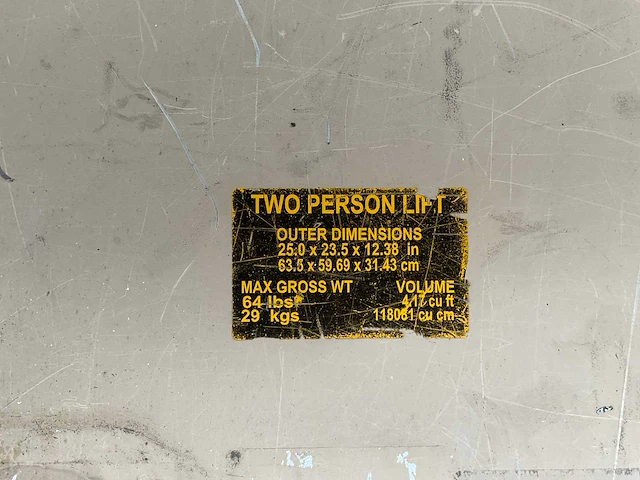 TWO PERSON LIFT
OUTER DIMENSIONS
25.0 x 23.5 x 12.38 in
63.5 x 59.69 x 31.43 cm
MAX GROSS WT VOLUME
64 lbs 4.17 cu ft
29 kgs 118081 cu cm